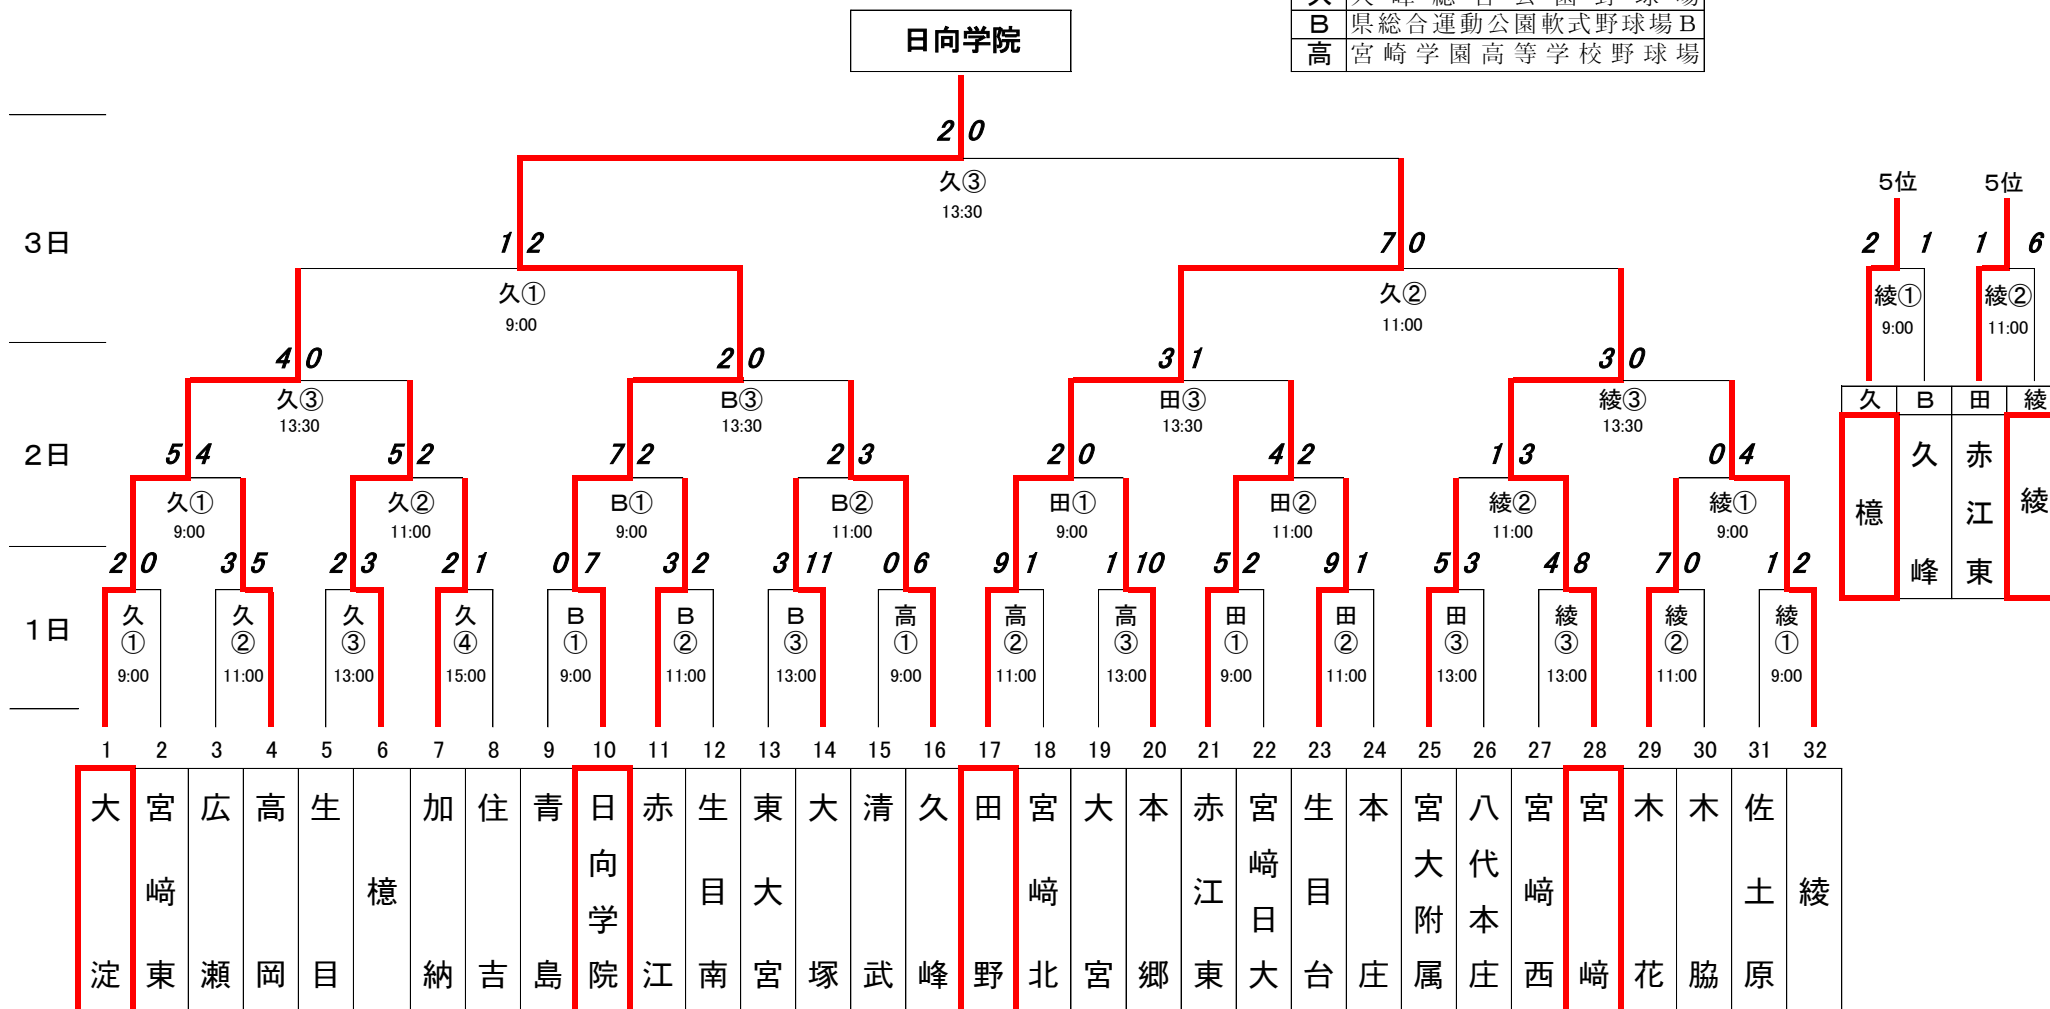 久峰総合公園野球場
B 県総合運動公園軟式野球場B
高 宮崎学園高等学校野球場
日向学院
2 0
久③
13:30
5位 5位
3日
1 2
7 0
2 1
1 6
久①
9:00
久②
11:00
綾①
9:00
綾②
11:00
4 0
2 0
3 1
3 0
久③
13:30
B③
13:30
田③
13:30
綾③
13:30
久 B 田 綾
檍
久峰
赤江東
綾
2日
5 4
5 2
7 2
2 3
2 0
4 2
1 3
0 4
久①
9:00
久②
11:00
B①
9:00
B②
11:00
田①
9:00
田②
11:00
綾②
11:00
綾①
9:00
2 0
3 5
2 3
2 1
0 7
3 2
3 11
0 6
9 1
1 10
5 2
9 1
5 3
4 8
7 0
1 2
1日
久①
9:00
久②
11:00
久③
13:00
久④
15:00
B①
9:00
B②
11:00
B③
13:00
高①
9:00
高②
11:00
高③
13:00
田①
9:00
田②
11:00
田③
13:00
綾③
13:00
綾②
11:00
綾①
9:00
1 2 3 4 5 6 7 8 9 10 11 12 13 14 15 16 17 18 19 20 21 22 23 24 25 26 27 28 29 30 31 32
大淀
宮﨑東
広瀬
高岡
生目
檍
加納
住吉
青島
日向学院
赤江
生目南
東大宮
大塚
清武
久峰
田野
宮﨑北
大宮
本郷
赤江東
宮﨑日大
生目台
本庄
宮大附属
八代本庄
宮﨑西
宮﨑
木花
木脇
佐土原
綾